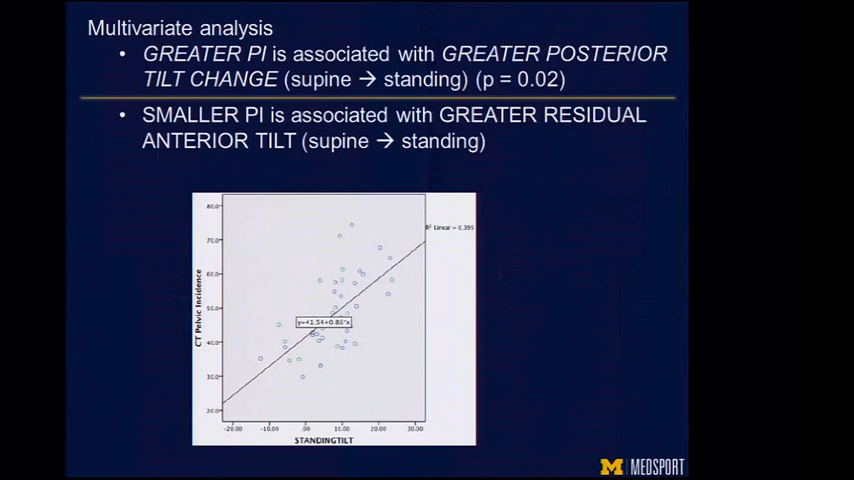 Multivariate analysis
• GREATER PI is associated with GREATER POSTERIOR
TILT CHANGE (supine → standing) (p = 0.02)
• SMALLER PI is associated with GREATER RESIDUAL
ANTERIOR TILT (supine → standing)
80.0
R² Linear = 0.395
70.0
60.0
50.0
y=41.54+0.85*x
40.0
30.0
20.0
CT Pelvic Incidence
-20.00 -10.00 .00 10.00 20.00 30.00
STANDINGTILT
M MEDSPORT